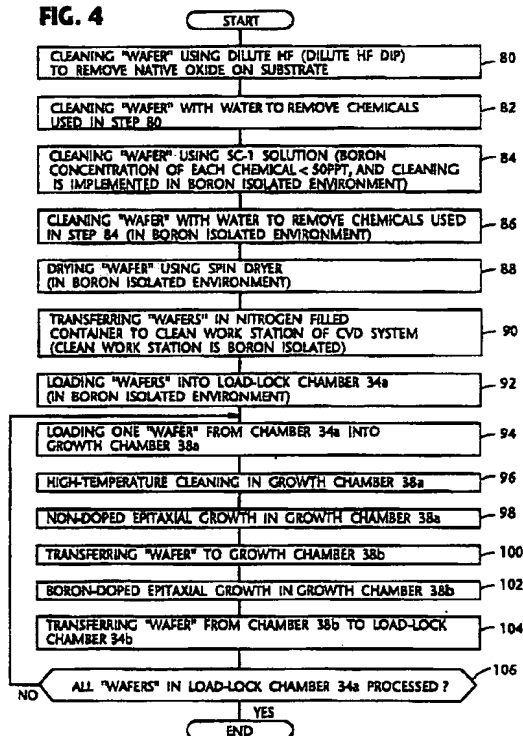 FIG. 4
START
CLEANING "WAFER" USING DILUTE HF (DILUTE HF DIP)
TO REMOVE NATIVE OXIDE ON SUBSTRATE
80
CLEANING "WAFER" WITH WATER TO REMOVE CHEMICALS
USED IN STEP 80
82
CLEANING "WAFER" USING SC-1 SOLUTION (BORON
CONCENTRATION OF EACH CHEMICAL < 50PPT, AND CLEANING
IS IMPLEMENTED IN BORON ISOLATED ENVIRONMENT)
84
CLEANING "WAFER" WITH WATER TO REMOVE CHEMICALS USED
IN STEP 84 (IN BORON ISOLATED ENVIRONMENT)
86
DRYING "WAFER" USING SPIN DRYER
(IN BORON ISOLATED ENVIRONMENT)
88
TRANSFERRING "WAFERS" IN NITROGEN FILLED
CONTAINER TO CLEAN WORK STATION OF CVD SYSTEM
(CLEAN WORK STATION IS BORON ISOLATED)
90
LOADING "WAFERS" INTO LOAD-LOCK CHAMBER 34a
(IN BORON ISOLATED ENVIRONMENT)
92
LOADING ONE "WAFER" FROM CHAMBER 34a INTO
GROWTH CHAMBER 38a
94
HIGH-TEMPERATURE CLEANING IN GROWTH CHAMBER 38a
96
NON-DOPED EPITAXIAL GROWTH IN GROWTH CHAMBER 38a
98
TRANSFERRING "WAFER" TO GROWTH CHAMBER 38b
100
BORON-DOPED EPITAXIAL GROWTH IN GROWTH CHAMBER 38b
102
TRANSFERRING "WAFER" FROM CHAMBER 38b TO LOAD-LOCK
CHAMBER 34b
104
ALL "WAFERS" IN LOAD-LOCK CHAMBER 34a PROCESSED ?
106
NO
YES
END